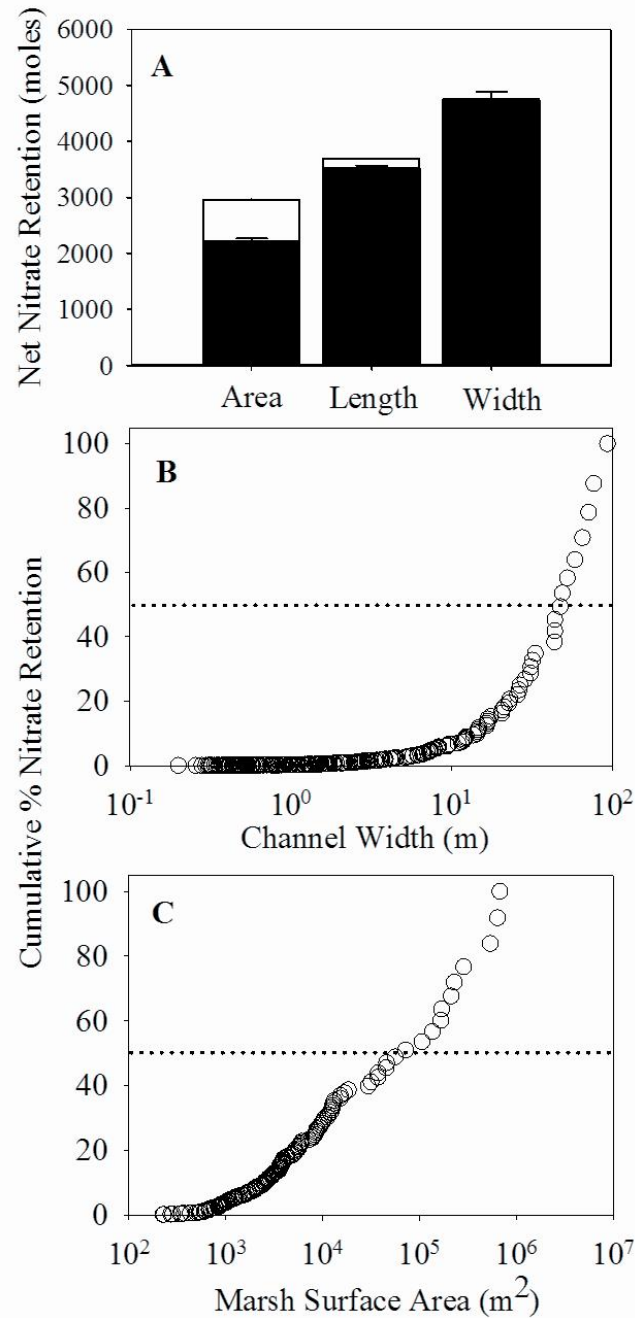 Net Nitrate Retention (moles)
6000
5000
4000
3000
2000
1000
0
A
Area Length Width
Cumulative % Nitrate Retention
100
80
60
40
20
0
B
10-1 100 101 102
Channel Width (m)
100
80
60
40
20
0
C
102 103 104 105 106 107
Marsh Surface Area (m2)